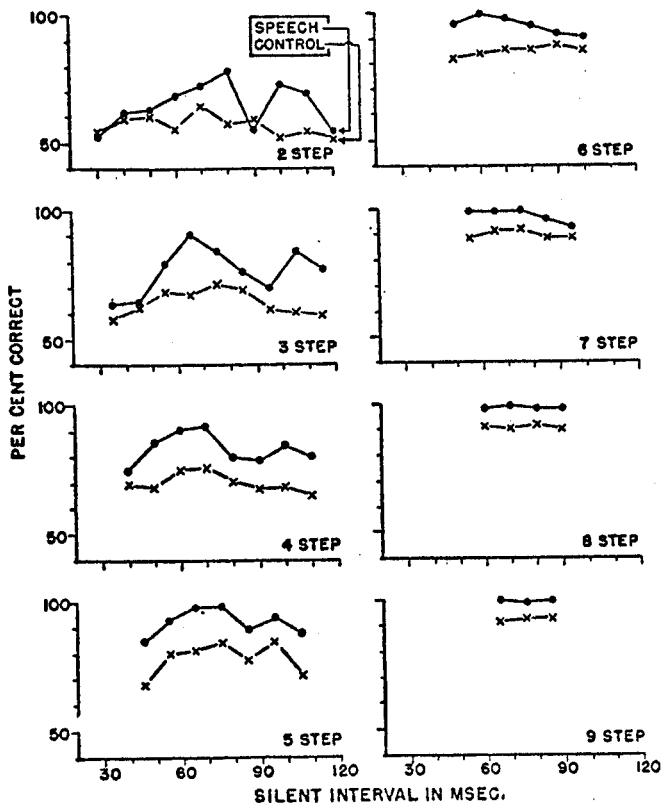 100
50
SPEECH
CONTROL
2 STEP
6 STEP
100
50
3 STEP
7 STEP
PER CENT CORRECT
100
50
4 STEP
8 STEP
100
50
5 STEP
9 STEP
30 60 90 120 30 60 90 120
SILENT INTERVAL IN MSEC.